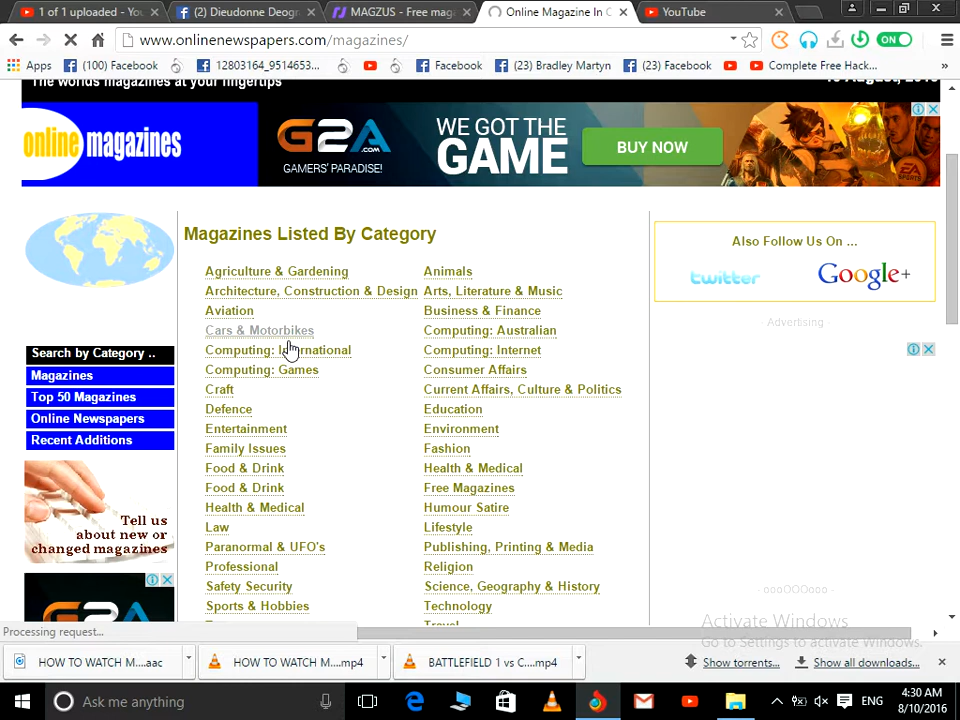 1 of 1 uploaded - You
(2) Dieudonne Deogr
MAGZUS - Free mag
Online Magazine In C
YouTube
www.onlinenewspapers.com/magazines/
ON
Apps
(100) Facebook
12803164_9514653...
Facebook
(23) Bradley Martyn
(23) Facebook
Complete Free Hack...
»
The worlds magazines at your fingertips
online magazines
G2A
.COM
GAMERS' PARADISE!
WE GOT THE
GAME
BUY NOW
EA SPORTS
Magazines Listed By Category
Agriculture & Gardening
Animals
Architecture, Construction & Design
Arts, Literature & Music
Aviation
Business & Finance
Cars & Motorbikes
Computing: Australian
Computing: International
Computing: Internet
Computing: Games
Consumer Affairs
Craft
Current Affairs, Culture & Politics
Defence
Education
Entertainment
Environment
Family Issues
Fashion
Food & Drink
Health & Medical
Food & Drink
Free Magazines
Health & Medical
Humour Satire
Law
Lifestyle
Paranormal & UFO's
Publishing, Printing & Media
Professional
Religion
Safety Security
Science, Geography & History
Sports & Hobbies
Technology
Travel
Also Follow Us On ...
twitter
Google+
- Advertising -
- oooOOOooo -
Search by Category ..
Magazines
Top 50 Magazines
Online Newspapers
Recent Additions
Tell us
about new or
changed magazines
G2A
Activate Windows
Go to Settings to activate Windows.
Processing request...
HOW TO WATCH M....aac
HOW TO WATCH M....mp4
BATTLEFIELD 1 vs C....mp4
Show torrents...
Show all downloads...
Ask me anything
ENG
4:30 AM
8/10/2016